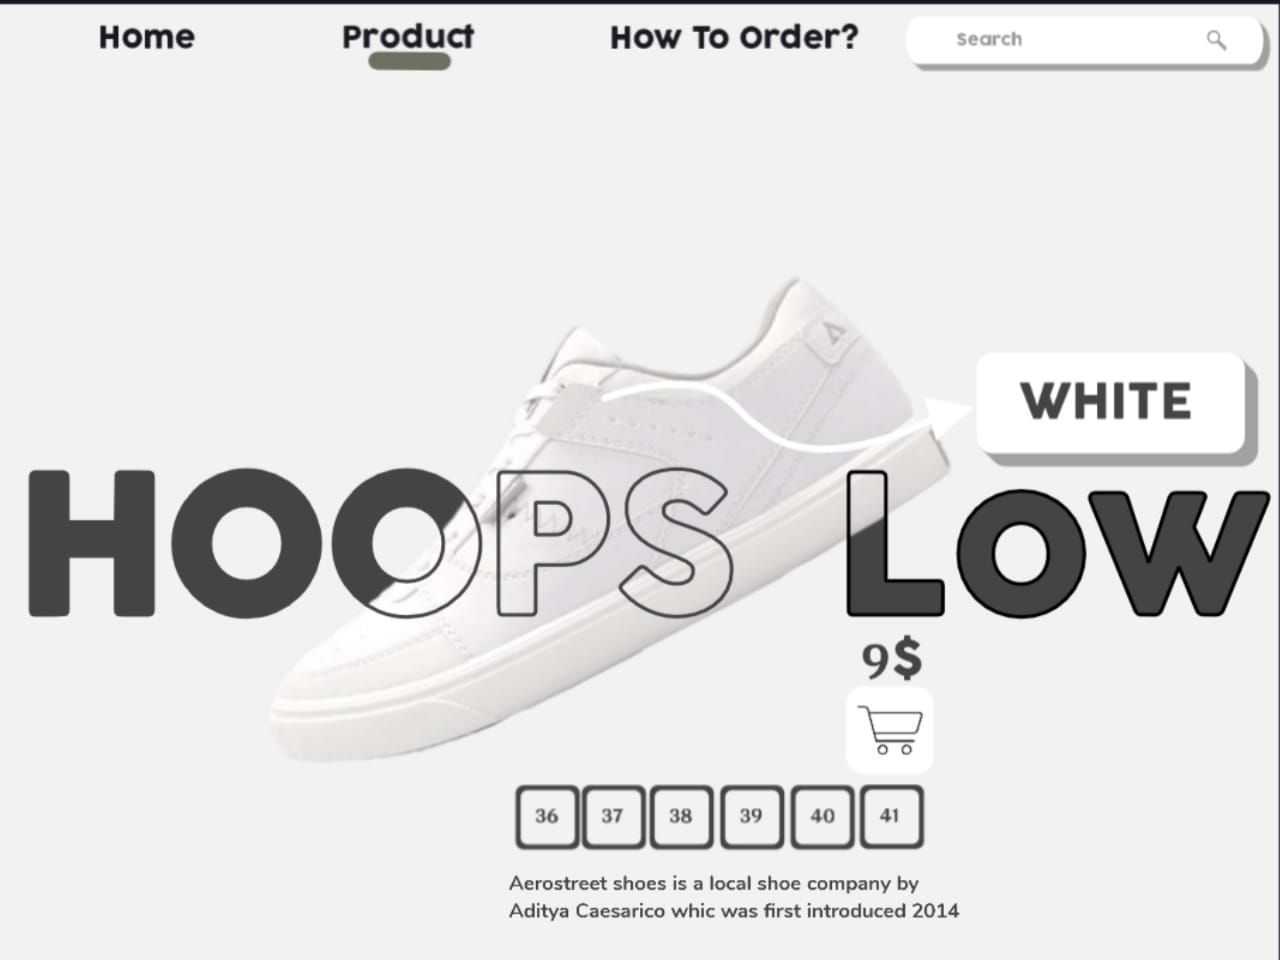 Home
Product
How To Order?
Search
WHITE
HOOPS LOW
9$
36 37 38 39 40 41
Aerostreet shoes is a local shoe company by
Aditya Caesarico whic was first introduced 2014